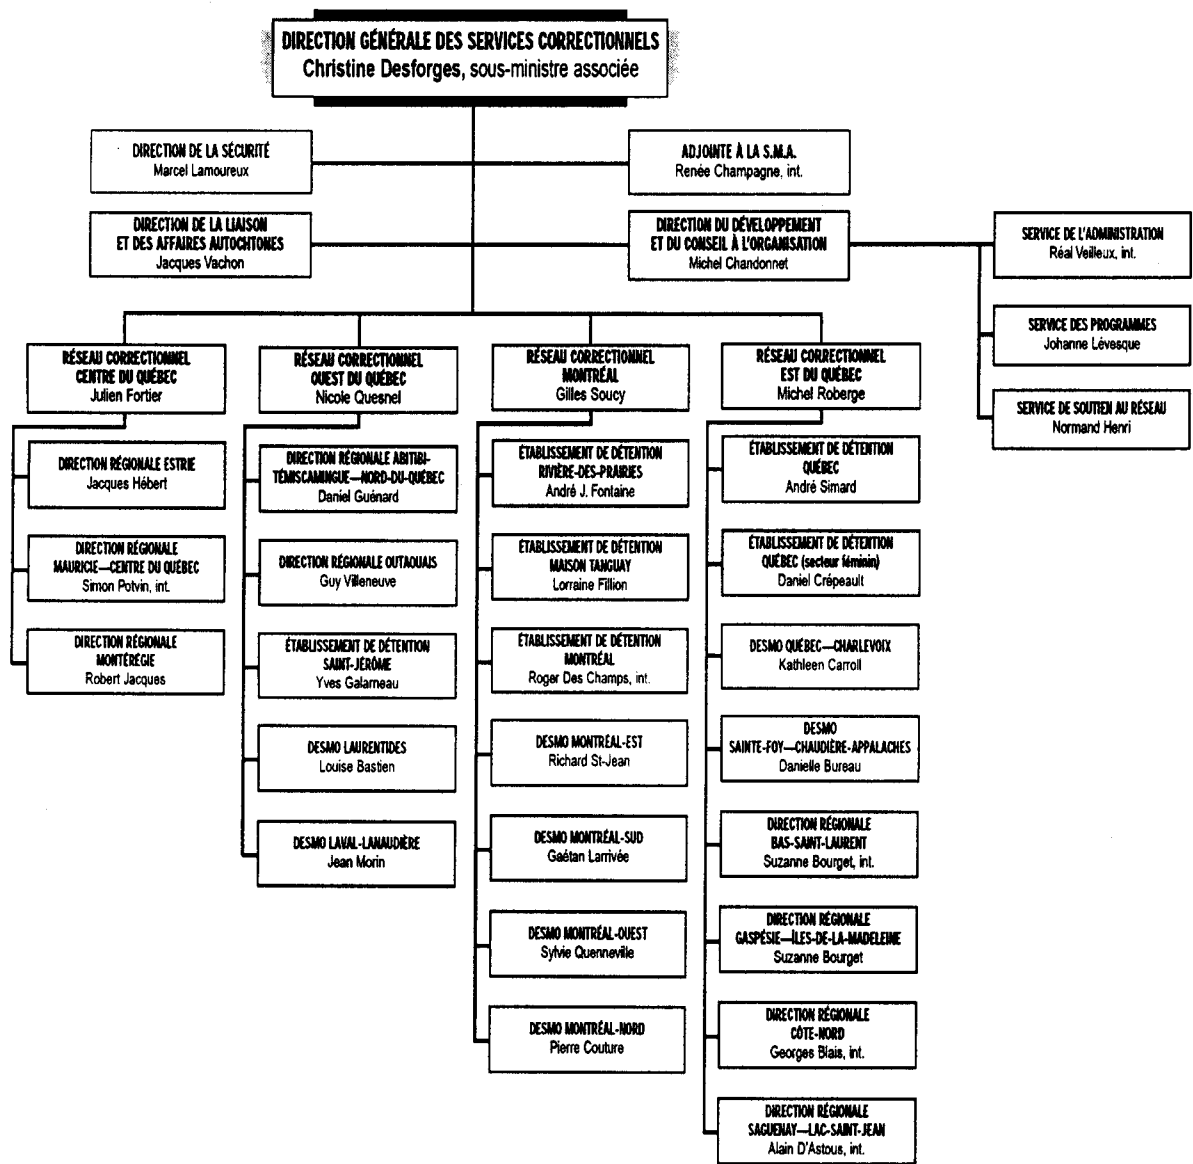 DIRECTION GÉNÉRALE DES SERVICES CORRECTIONNELS
Christine Desforges, sous-ministre associée
DIRECTION DE LA SÉCURITÉ
Marcel Lamoureux
ADJOINTE À LA S.M.A.
Renée Champagne, int.
DIRECTION DE LA LIAISON
ET DES AFFAIRES AUTOCHTONES
Jacques Vachon
DIRECTION DU DÉVELOPPEMENT
ET DU CONSEIL À L'ORGANISATION
Michel Chandonnet
SERVICE DE L'ADMINISTRATION
Réal Veilleux, int.
SERVICE DES PROGRAMMES
Johanne Lévesque
SERVICE DE SOUTIEN AU RÉSEAU
Normand Henri
RÉSEAU CORRECTIONNEL
CENTRE DU QUÉBEC
Julien Fortier
DIRECTION RÉGIONALE ESTRIE
Jacques Hébert
DIRECTION RÉGIONALE
MAURICIE—CENTRE DU QUÉBEC
Simon Potvin, int.
DIRECTION RÉGIONALE
MONTÉRÉGIE
Robert Jacques
RÉSEAU CORRECTIONNEL
OUEST DU QUÉBEC
Nicole Quesnel
DIRECTION RÉGIONALE ABITIBI-
TÉMISCAMINGUE—NORD-DU-QUÉBEC
Daniel Guénard
DIRECTION RÉGIONALE OUTAOUAIS
Guy Villeneuve
ÉTABLISSEMENT DE DÉTENTION
SAINT-JÉRÔME
Yves Galarneau
DESMO LAURENTIDES
Louise Bastien
DESMO LAVAL-LANAUDIÈRE
Jean Morin
RÉSEAU CORRECTIONNEL
MONTRÉAL
Gilles Soucy
ÉTABLISSEMENT DE DÉTENTION
RIVIÈRE-DES-PRAIRIES
André J. Fontaine
ÉTABLISSEMENT DE DÉTENTION
MAISON TANGUAY
Lorraine Fillion
ÉTABLISSEMENT DE DÉTENTION
MONTRÉAL
Roger Des Champs, int.
DESMO MONTRÉAL-EST
Richard St-Jean
DESMO MONTRÉAL-SUD
Gaétan Larrivée
DESMO MONTRÉAL-OUEST
Sylvie Quenneville
DESMO MONTRÉAL-NORD
Pierre Couture
RÉSEAU CORRECTIONNEL
EST DU QUÉBEC
Michel Roberge
ÉTABLISSEMENT DE DÉTENTION
QUÉBEC
André Simard
ÉTABLISSEMENT DE DÉTENTION
QUÉBEC (secteur féminin)
Daniel Crépeault
DESMO QUÉBEC—CHARLEVOIX
Kathleen Carroll
DESMO
SAINTE-FOY—CHAUDIÈRE-APPALACHES
Danielle Bureau
DIRECTION RÉGIONALE
BAS-SAINT-LAURENT
Suzanne Bourget, int.
DIRECTION RÉGIONALE
GASPÉSIE—ÎLES-DE-LA-MADELEINE
Suzanne Bourget
DIRECTION RÉGIONALE
CÔTE-NORD
Georges Blais, int.
DIRECTION RÉGIONALE
SAGUENAY—LAC-SAINT-JEAN
Alain D'Astous, int.